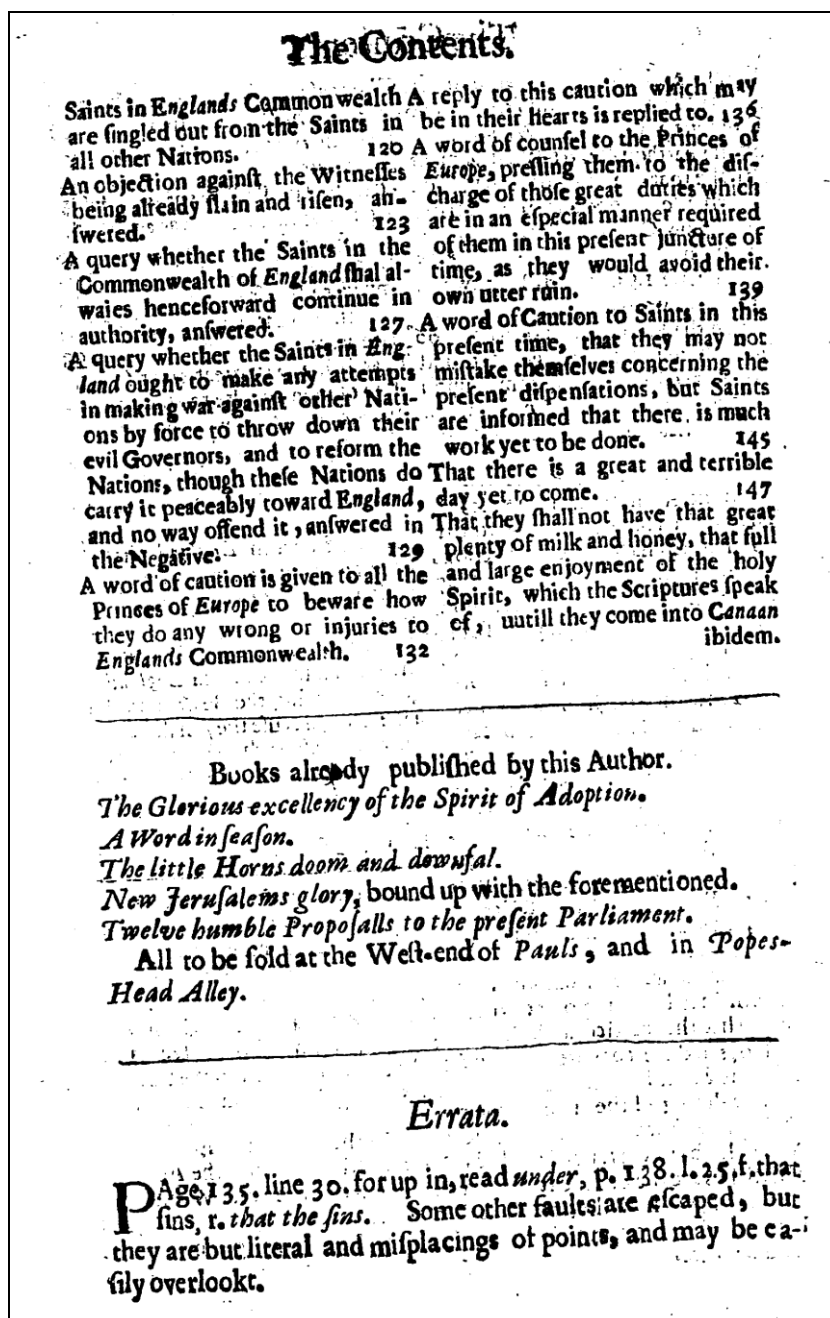 The Contents.
Saints in Englands Commonwealth
are ſingled out from the Saints in
all other Nations. 120
An objection againſt the Witneſſes
being already ſlain and riſen, an-
ſwered. 123
A query whether the Saints in the
Commonwealth of England ſhal al-
waies henceforward continue in
authority, anſwered. 127
A query whether the Saints in Eng-
land ought to make any attempts
in making war againſt other Nati-
ons by force to throw down their
evil Governors, and to reform the
Nations, though theſe Nations do
carry it peaceably toward England,
and no way offend it, anſwered in
the Negative. 129
A word of caution is given to all the
Princes of Europe to beware how
they do any wrong or injuries to
Englands Commonwealth. 132
A reply to this caution which may
be in their hearts is replied to. 136
A word of counſel to the Princes of
Europe, preſſing them to the diſ-
charge of thoſe great duties which
are in an eſpecial manner required
of them in this preſent juncture of
time, as they would avoid their
own utter ruin. 139
A word of Caution to Saints in this
preſent time, that they may not
miſtake themſelves concerning the
preſent diſpenſations, but Saints
are informed that there is much
work yet to be done. 145
That there is a great and terrible
day yet to come. 147
That they ſhall not have that great
plenty of milk and honey, that full
and large enjoyment of the holy
Spirit, which the Scriptures ſpeak
of, uutill they come into Canaan
ibidem.
Books already publiſhed by this Author.
The Glorious excellency of the Spirit of Adoption.
A Word in ſeaſon.
The little Horns doom and downfal.
New Jeruſalems glory, bound up with the forementioned.
Twelve humble Propoſalls to the preſent Parliament.
All to be ſold at the Weſt-end of Pauls, and in Popes-
Head Alley.
Errata.
PAge, 135. line 30. for up in, read under, p. 138. l. 25. f. that
ſins, r. that the ſins. Some other faults are eſcaped, but
they are but literal and miſplacings of points, and may be ea-
ſily overlookt.